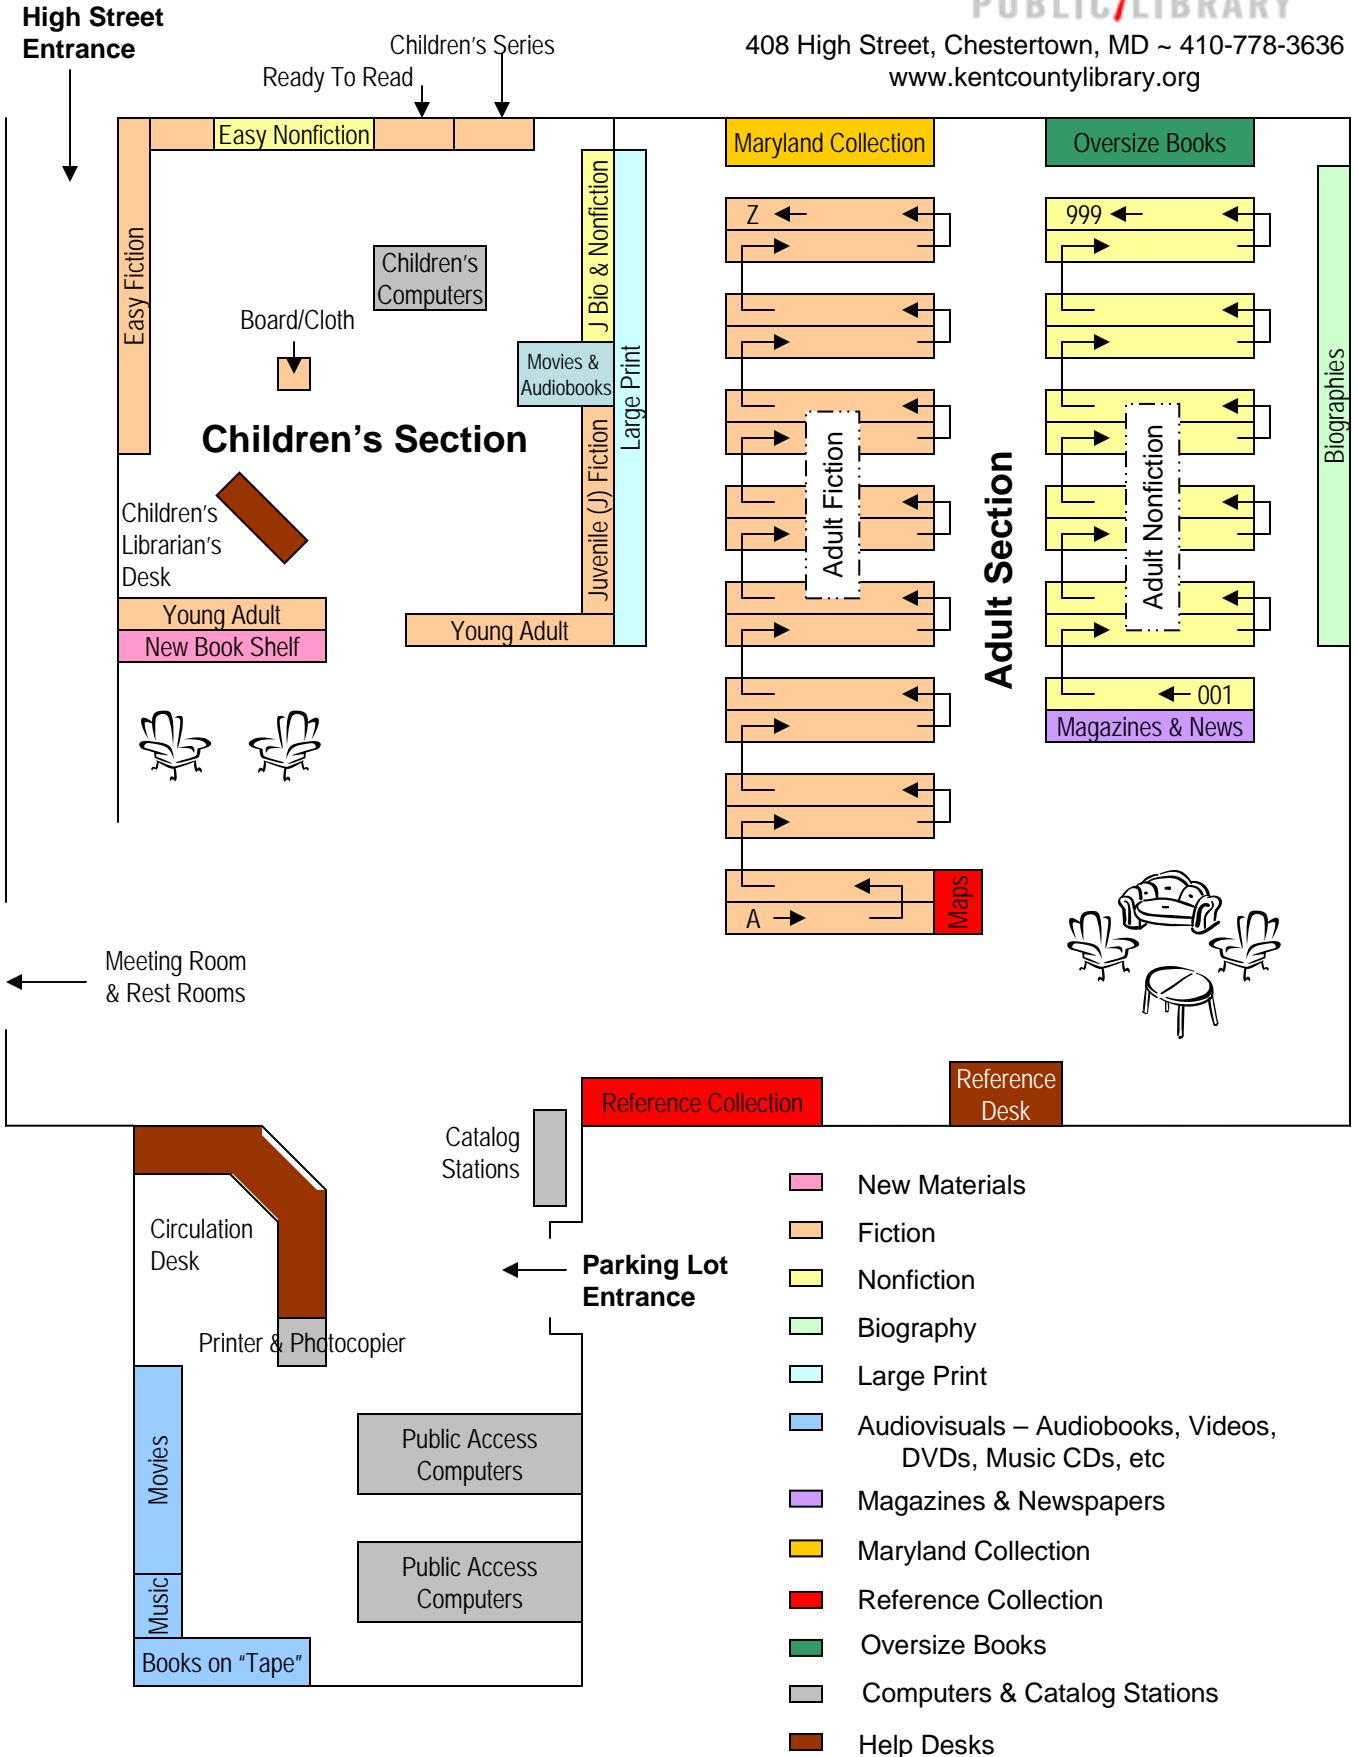 PUBLIC/LIBRARY
408 High Street, Chestertown, MD ~ 410-778-3636
www.kentcountylibrary.org
High Street
Entrance
Children's Series
Ready To Read
Easy Nonfiction
Easy Fiction
Children's
Computers
Board/Cloth
J Bio & Nonfiction
Movies &
Audiobooks
Large Print
Juvenile (J) Fiction
Children's Section
Children's
Librarian's
Desk
Young Adult
New Book Shelf
Young Adult
Maryland Collection
Z
Adult Fiction
A
Maps
Adult Section
Oversize Books
999
Adult Nonfiction
001
Magazines & News
Biographies
Meeting Room
& Rest Rooms
Reference Collection
Reference
Desk
Catalog
Stations
Circulation
Desk
Parking Lot
Entrance
Printer & Photocopier
Movies
Music
Books on “Tape”
Public Access
Computers
Public Access
Computers
New Materials
Fiction
Nonfiction
Biography
Large Print
Audiovisuals – Audiobooks, Videos,
DVDs, Music CDs, etc
Magazines & Newspapers
Maryland Collection
Reference Collection
Oversize Books
Computers & Catalog Stations
Help Desks